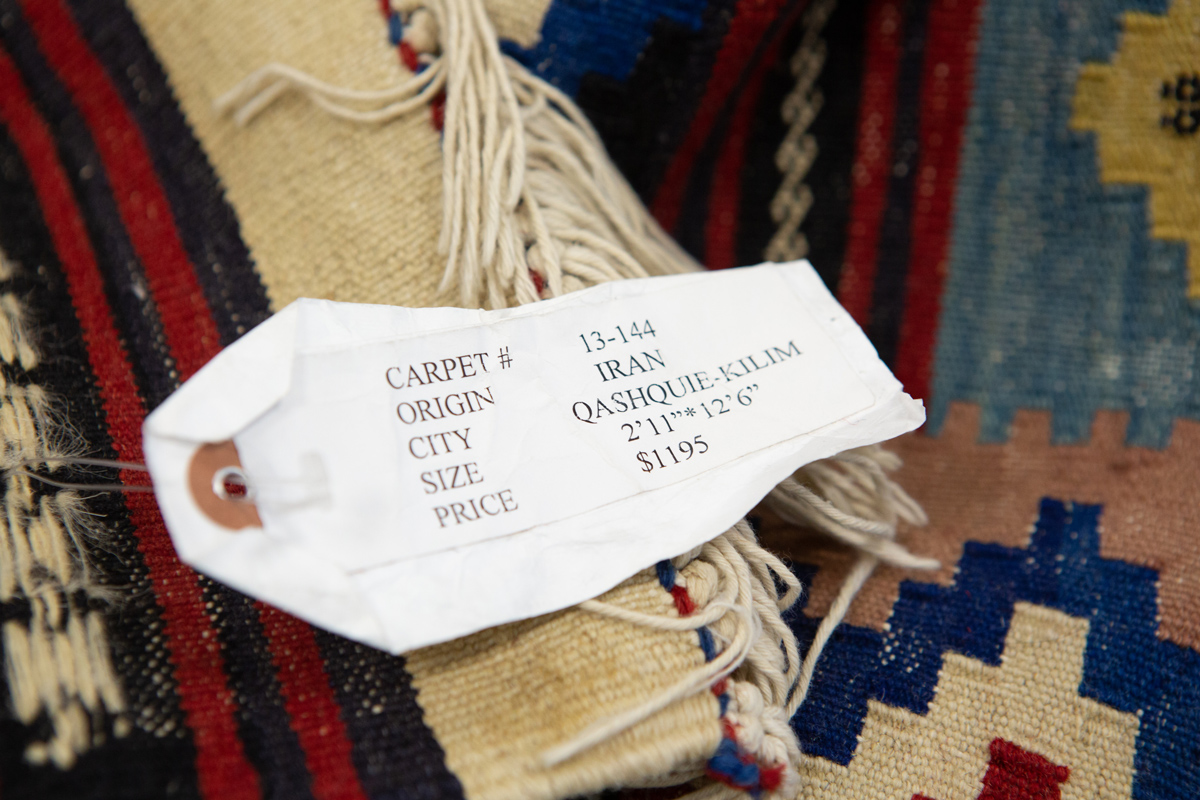 CARPET # 13-144
ORIGIN IRAN
CITY QASHQUIE-KILIM
SIZE 2'11”*12'6”
PRICE $1195